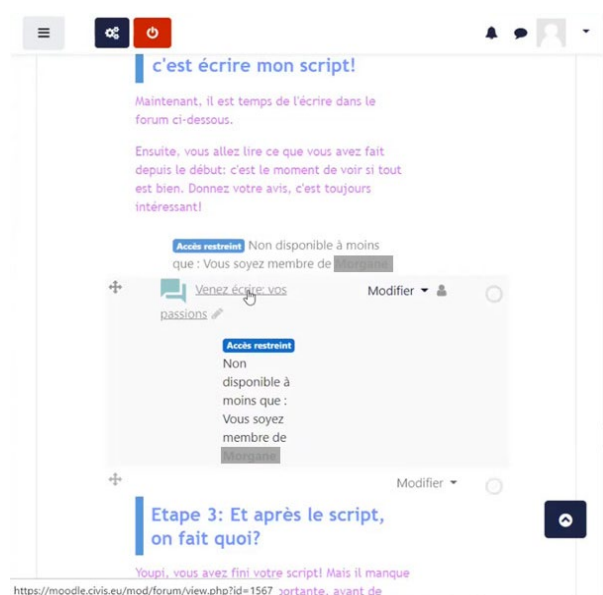 c'est écrire mon script!
Maintenant, il est temps de l'écrire dans le
forum ci-dessous.
Ensuite, vous allez lire ce que vous avez fait
depuis le début: c'est le moment de voir si tout
est bien. Donnez votre avis, c'est toujours
intéressant!
Accès restreint Non disponible à moins
que : Vous soyez membre de Morgane
Venez écrire: vos Modifier
passions
Accès restreint
Non
disponible à
moins que :
Vous soyez
membre de
Morgane
Modifier
Etape 3: Et après le script,
on fait quoi?
Youpi, vous avez fini votre script! Mais il manque
https://moodle.civis.eu/mod/forum/view.php?id=1567 portante, avant de